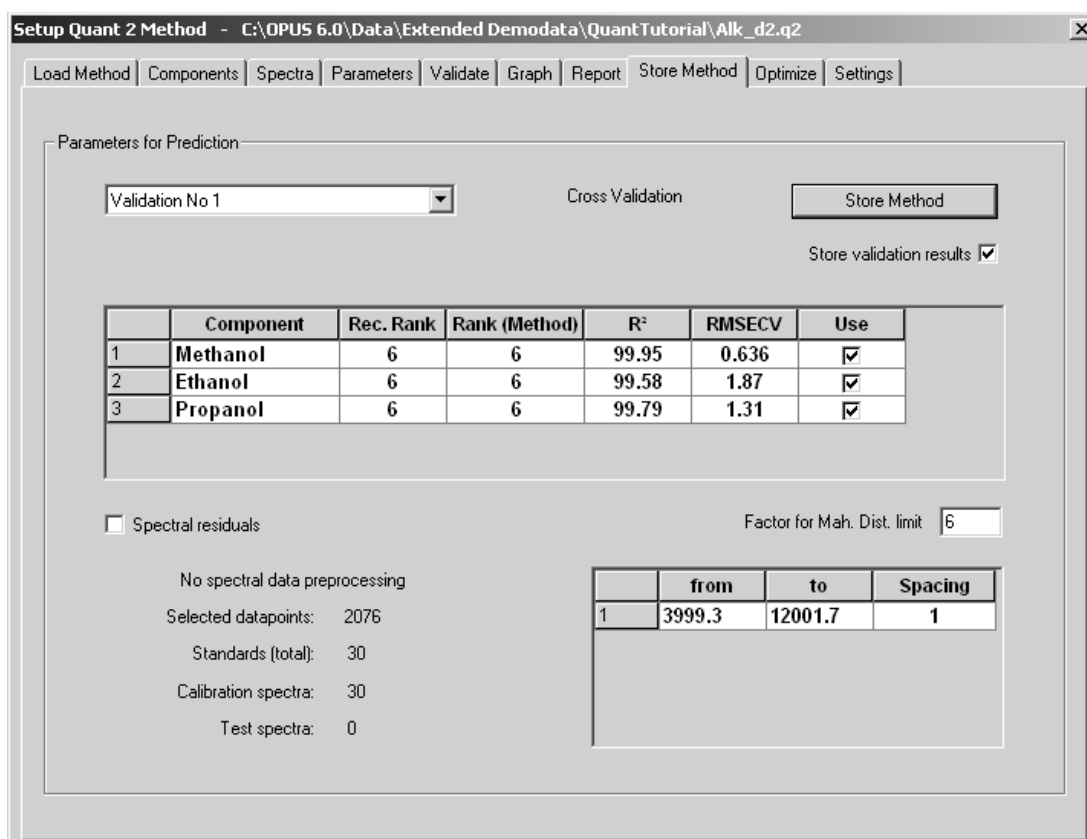 Setup Quant 2 Method - C:\OPUS 6.0\Data\Extended Demodata\QuantTutorial\Alk_d2.q2
Load Method Components Spectra Parameters Validate Graph Report Store Method Optimize Settings
Parameters for Prediction
Validation No 1 Cross Validation Store Method
Store validation results
Component Rec. Rank Rank (Method) R² RMSECV Use
1 Methanol 6 6 99.95 0.636
2 Ethanol 6 6 99.58 1.87
3 Propanol 6 6 99.79 1.31
Spectral residuals Factor for Mah. Dist. limit 6
No spectral data preprocessing
from to Spacing
Selected datapoints: 2076
1 3999.3 12001.7 1
Standards (total): 30
Calibration spectra: 30
Test spectra: 0